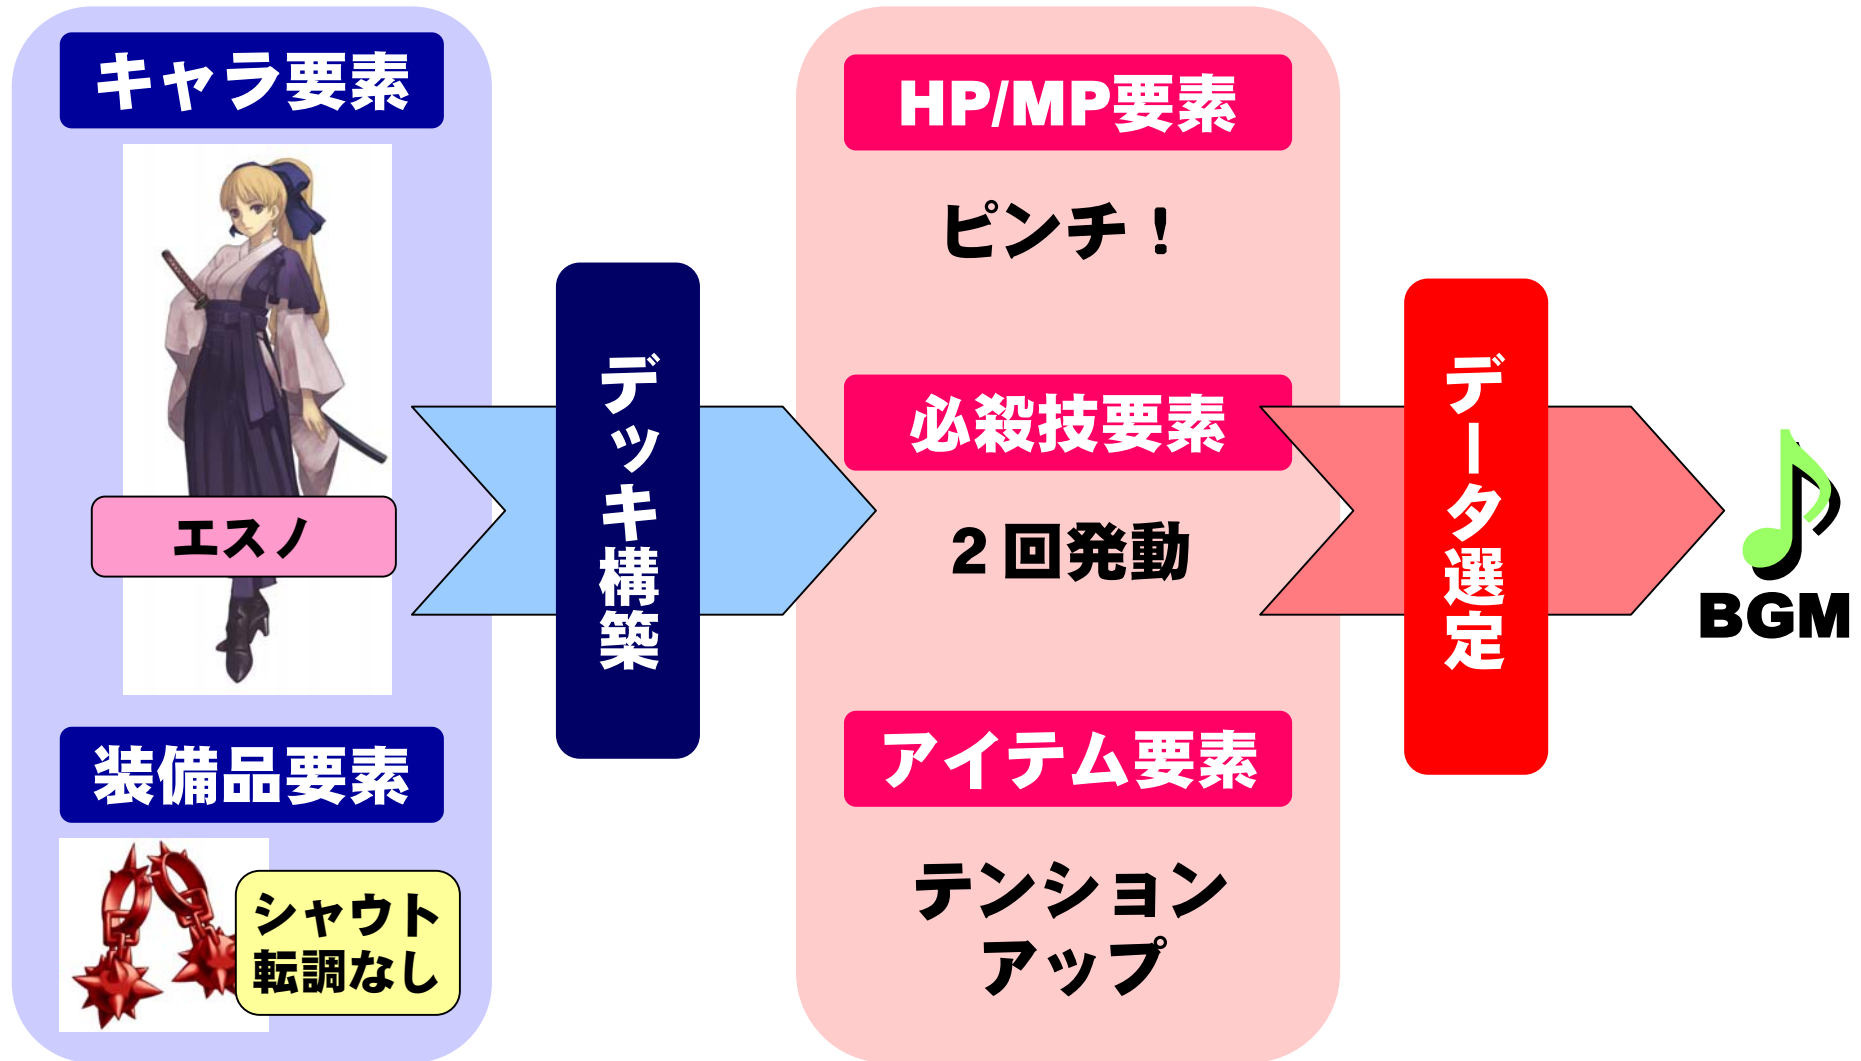 キャラ要素
エスノ
装備品要素
シャウト
転調なし
デッキ構築
HP/MP要素
ピンチ！
必殺技要素
２回発動
アイテム要素
テンション
アップ
データ選定
BGM